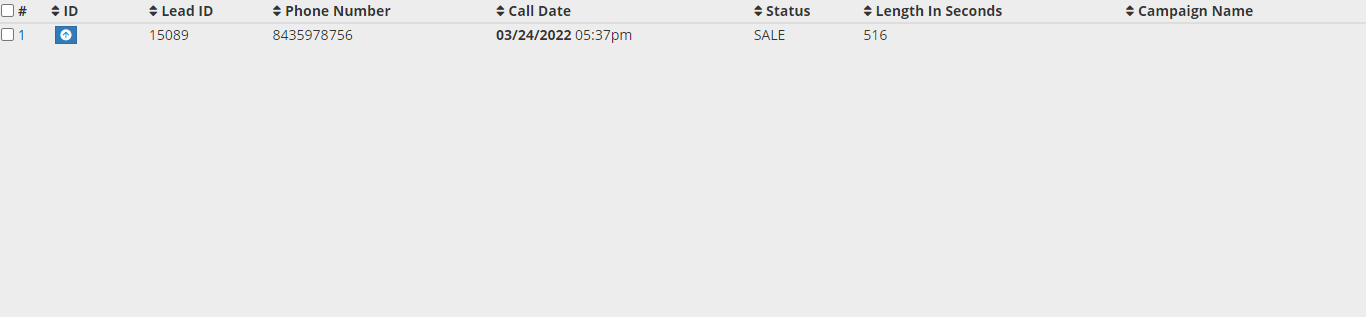 # ID Lead ID Phone Number Call Date Status Length In Seconds Campaign Name
1 15089 8435978756 03/24/2022 05:37pm SALE 516